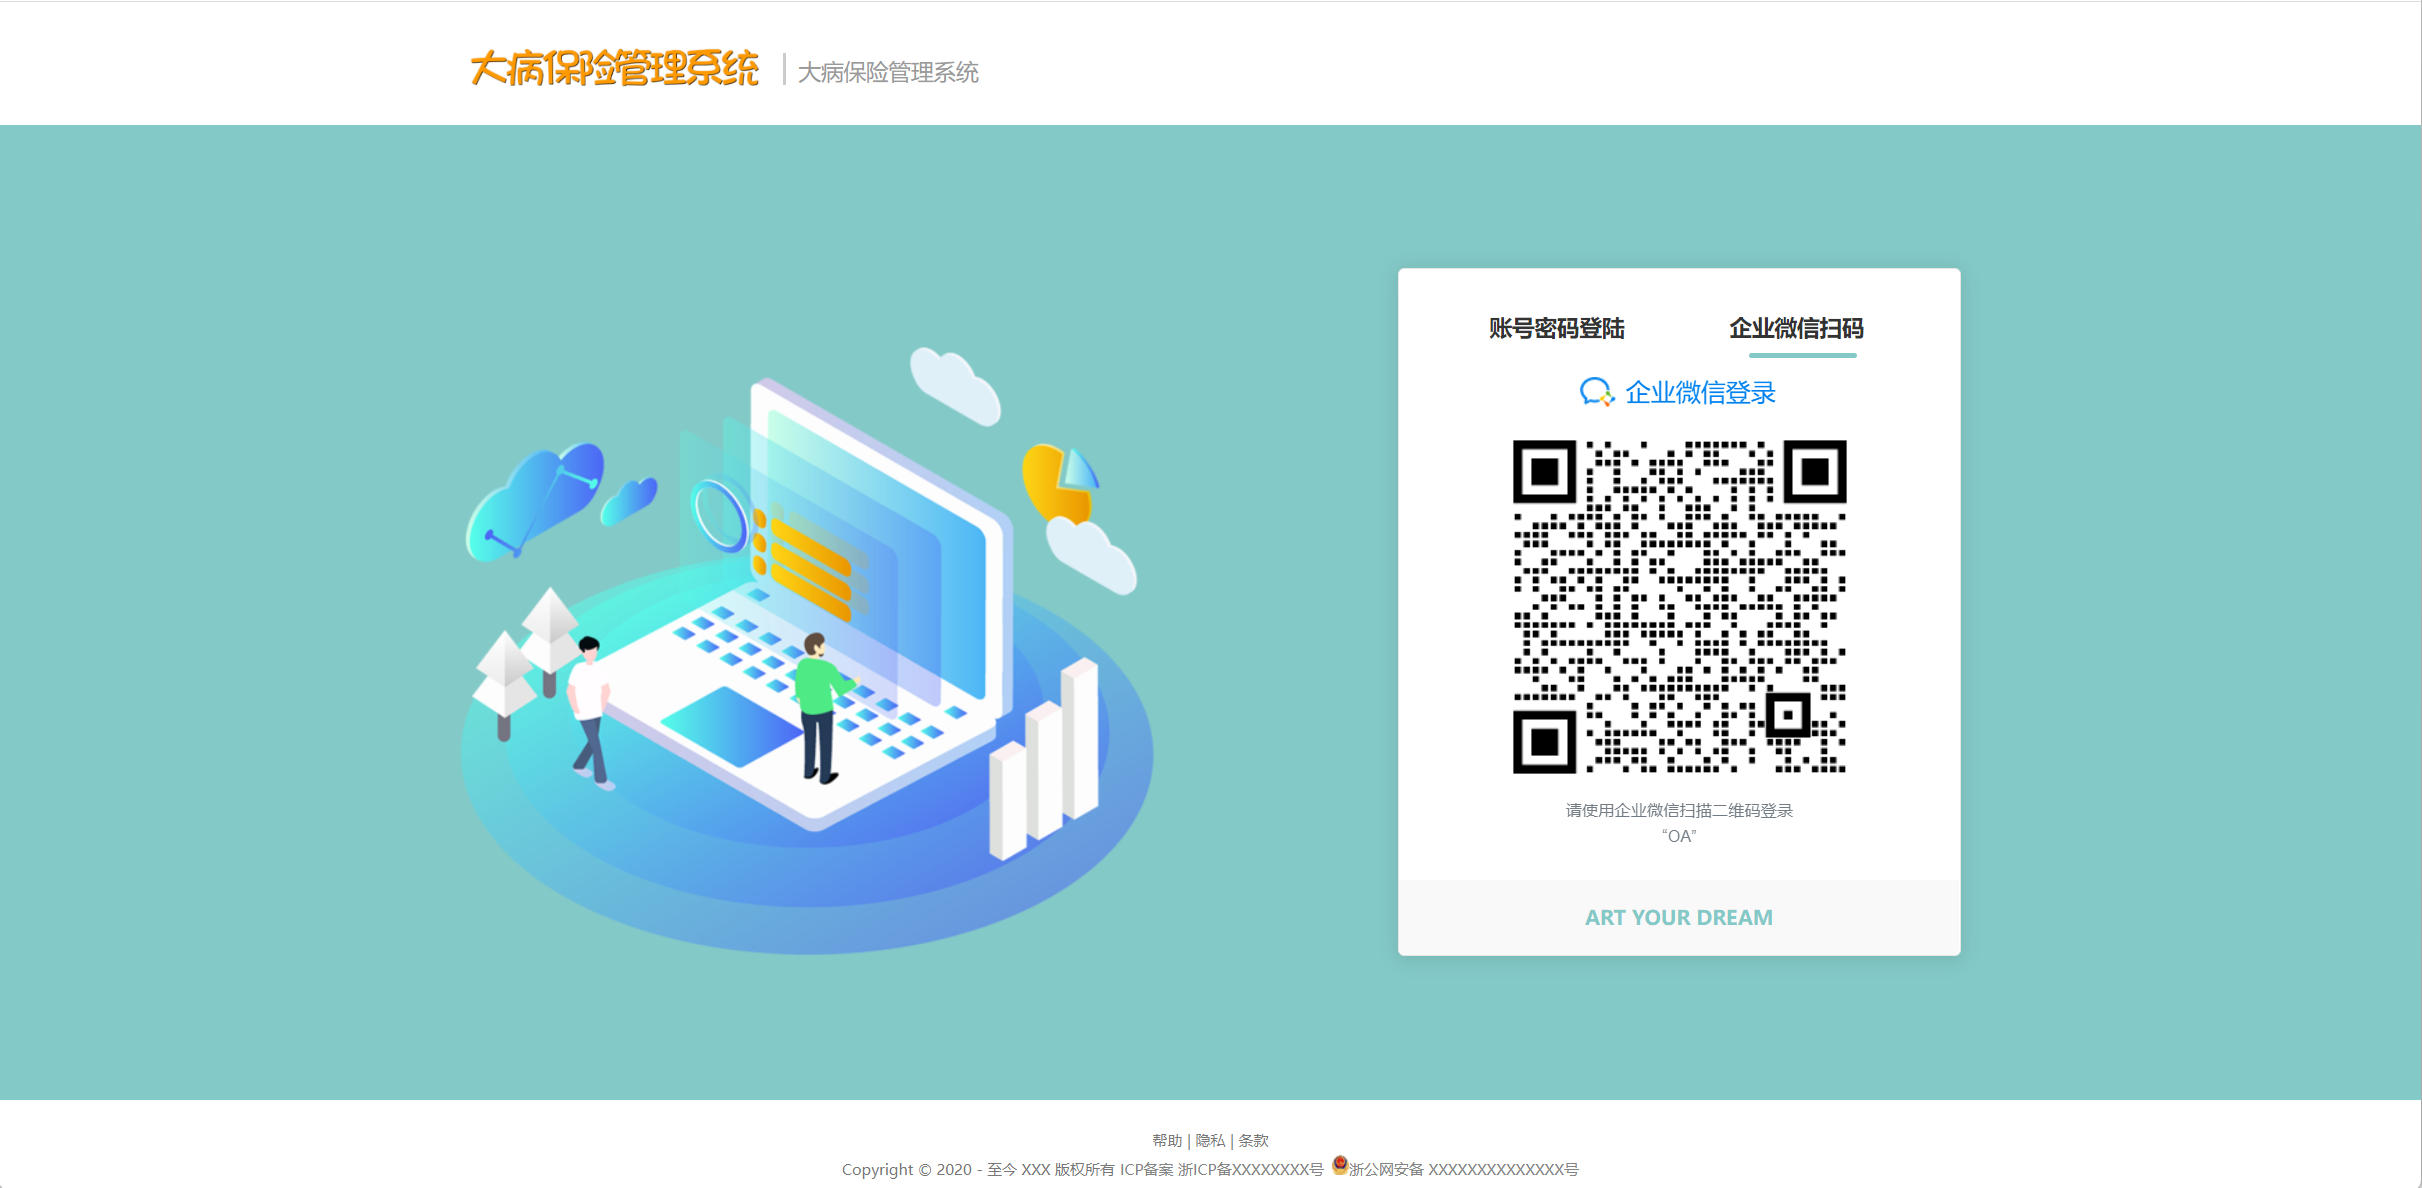 大病保险管理系统
大病保险管理系统
账号密码登陆
企业微信扫码
企业微信登录
请使用企业微信扫描二维码登录
“OA”
ART YOUR DREAM
帮助 | 隐私 | 条款
Copyright © 2020 - 至今 XXX 版权所有 ICP备案 浙ICP备XXXXXXXX号 浙公网安备 XXXXXXXXXXXXXX号